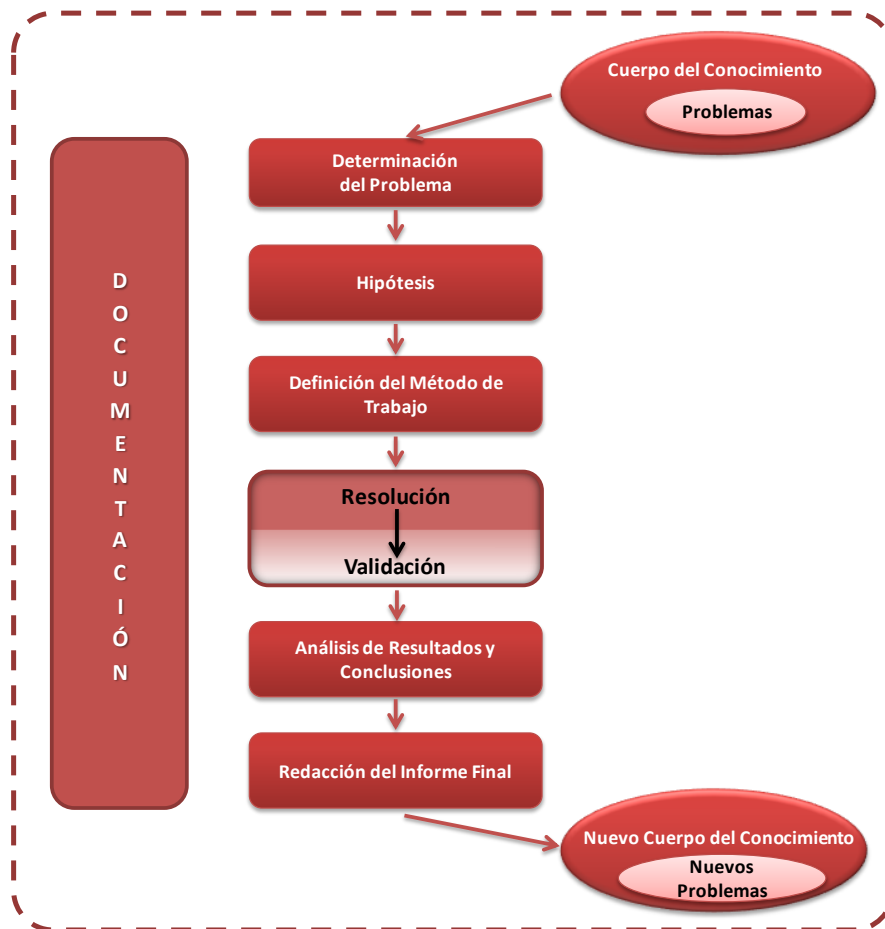 Cuerpo del Conocimiento
Problemas
Determinación
del Problema
Hipótesis
Definición del Método de
Trabajo
Resolución
Validación
Análisis de Resultados y
Conclusiones
Redacción del Informe Final
Nuevo Cuerpo del Conocimiento
Nuevos
Problemas
D
O
C
U
M
E
N
T
A
C
I
Ó
N